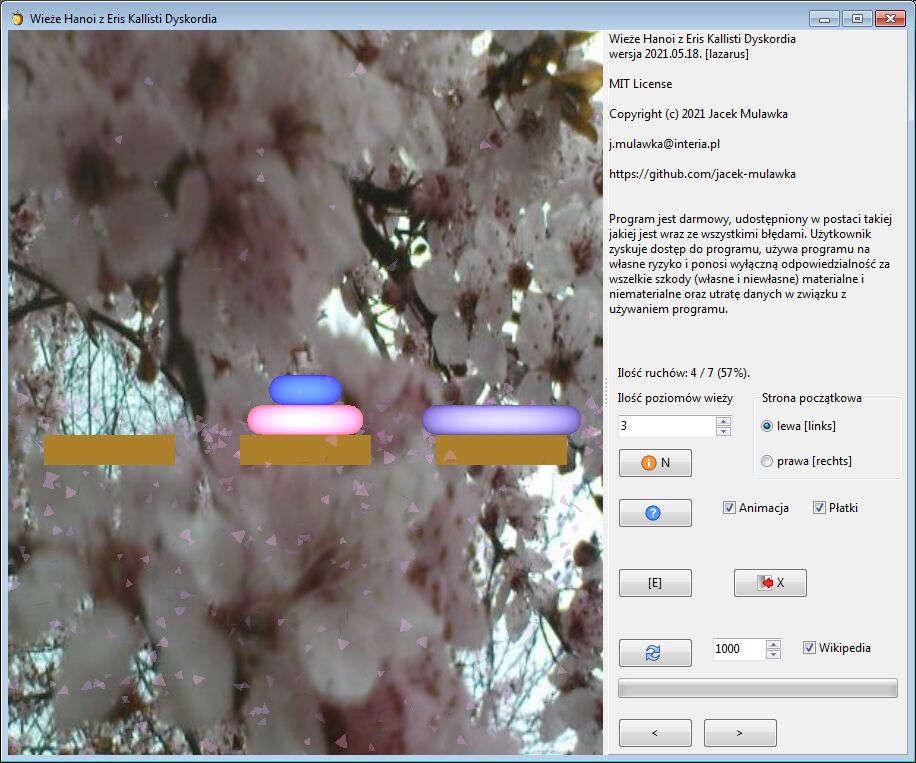 Wieże Hanoi z Eris Kallisti Dyskordia
Wieże Hanoi z Eris Kallisti Dyskordia
wersja 2021.05.18. [lazarus]
MIT License
Copyright (c) 2021 Jacek Mulawka
j.mulawka@interia.pl
https://github.com/jacek-mulawka
Program jest darmowy, udostępniony w postaci takiej
jakiej jest wraz ze wszystkimi błędami. Użytkownik
zyskuje dostęp do programu, używa programu na
własne ryzyko i ponosi wyłączną odpowiedzialność za
wszelkie szkody (własne i niewłasne) materialne i
niematerialne oraz utratę danych w związku z
używaniem programu.
Ilość ruchów: 4 / 7 (57%).
Ilość poziomów wieży
Strona początkowa
3
lewa [links]
N
prawa [rechts]
?
Animacja
Płatki
[E]
X
1000
Wikipedia
<
>